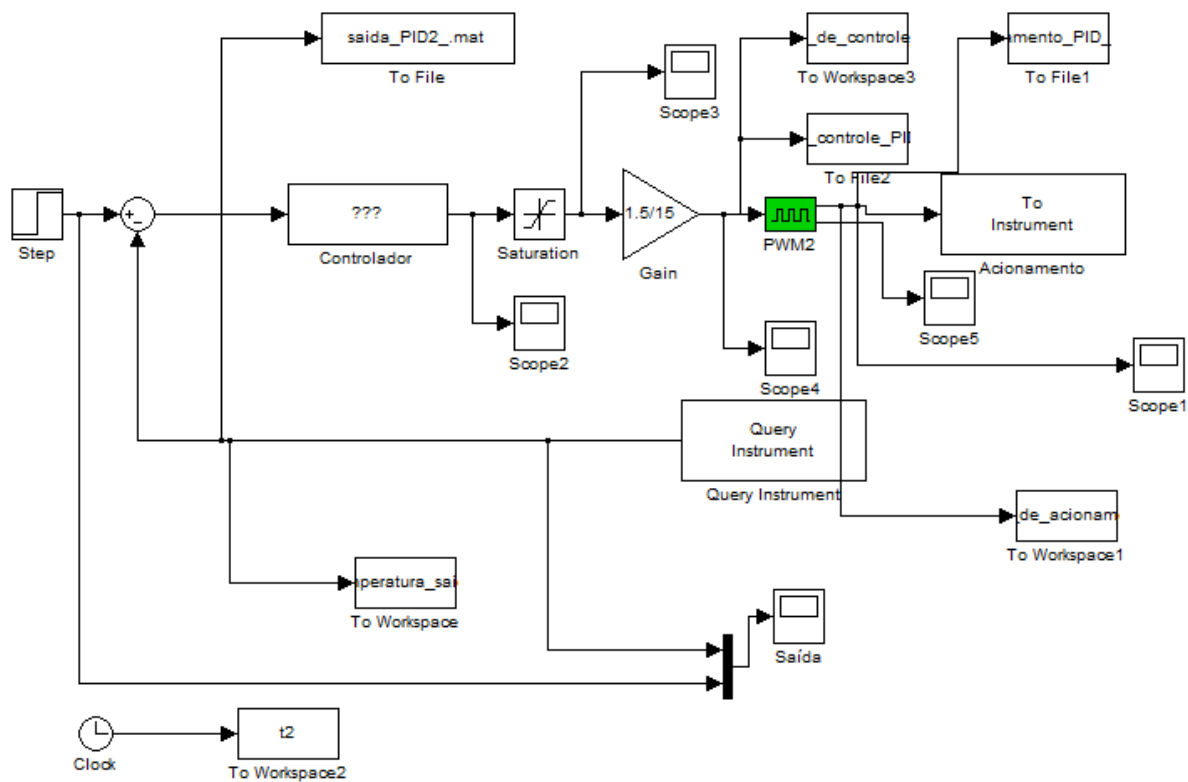 saida_PID2_.mat
To File
_de_controle
To Workspace3
amento_PID_
To File1
Scope3
_controle_PII
To File2
Step
+
-
???
Controlador
Saturation
1.5/15
Gain
PWM2
To
Instrument
Acionamento
Scope2
Scope4
Scope5
Scope1
Query
Instrument
Query Instrument
_de_acionam
To Workspace1
mperatura_sai
To Workspace
Saída
Clock
t2
To Workspace2